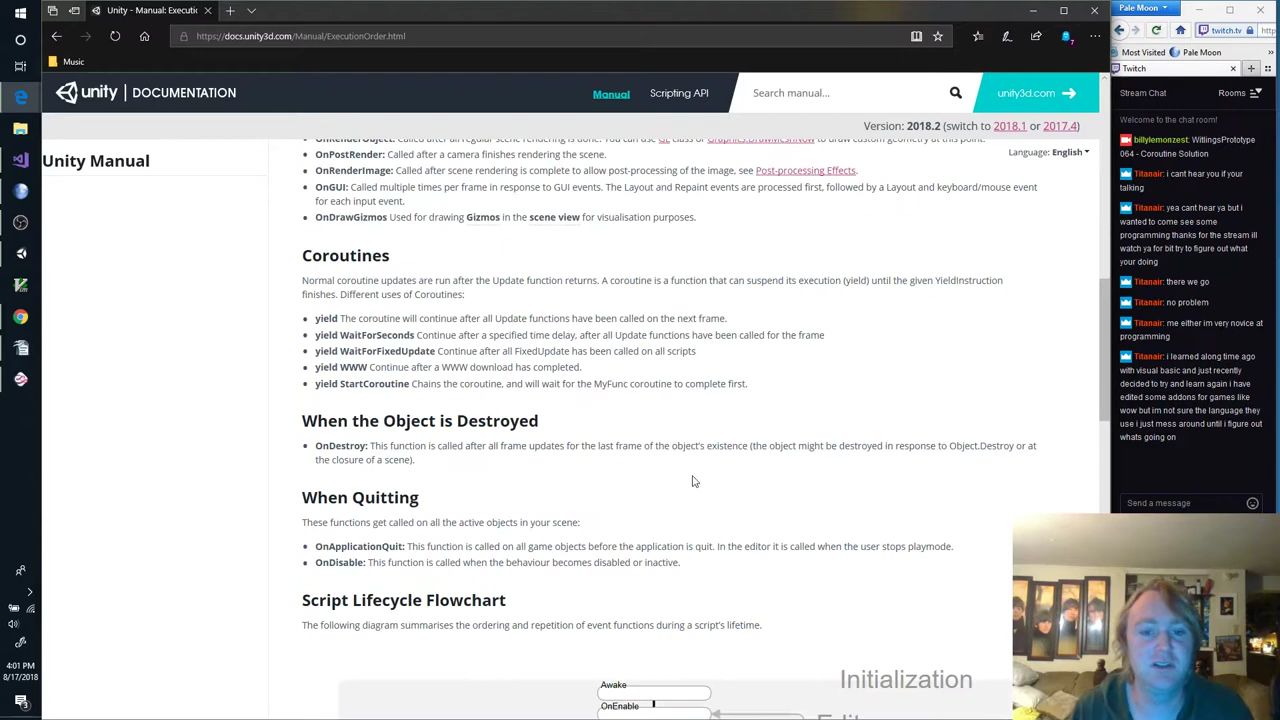 Unity - Manual: Executi
https://docs.unity3d.com/Manual/ExecutionOrder.html
Music
unity | DOCUMENTATION
Manual
Scripting API
Search manual...
unity3d.com
Version: 2018.2 (switch to 2018.1 or 2017.4)
Unity Manual
Language: English
OnPostRender: Called after a camera finishes rendering the scene.
OnRenderImage: Called after scene rendering is complete to allow post-processing of the image, see Post-processing Effects.
OnGUI: Called multiple times per frame in response to GUI events. The Layout and Repaint events are processed first, followed by a Layout and keyboard/mouse event
for each input event.
OnDrawGizmos Used for drawing Gizmos in the scene view for visualisation purposes.
Coroutines
Normal coroutine updates are run after the Update function returns. A coroutine is a function that can suspend its execution (yield) until the given YieldInstruction
finishes. Different uses of Coroutines:
yield The coroutine will continue after all Update functions have been called on the next frame.
yield WaitForSeconds Continue after a specified time delay, after all Update functions have been called for the frame
yield WaitForFixedUpdate Continue after all FixedUpdate has been called on all scripts
yield WWW Continue after a WWW download has completed.
yield StartCoroutine Chains the coroutine, and will wait for the MyFunc coroutine to complete first.
When the Object is Destroyed
OnDestroy: This function is called after all frame updates for the last frame of the object's existence (the object might be destroyed in response to Object.Destroy or at
the closure of a scene).
When Quitting
These functions get called on all the active objects in your scene:
OnApplicationQuit: This function is called on all game objects before the application is quit. In the editor it is called when the user stops playmode.
OnDisable: This function is called when the behaviour becomes disabled or inactive.
Script Lifecycle Flowchart
The following diagram summarises the ordering and repetition of event functions during a script's lifetime.
Initialization
Awake
OnEnable
4:01 PM
8/17/2018
Pale Moon
twitch.tv
http
Most Visited
Pale Moon
Twitch
Stream Chat
Rooms
Welcome to the chat room!
billylemonzest: WitlingsPrototype
064 - Coroutine Solution
Titanair: i cant hear you if your
talking
Titanair: yea cant hear ya but i
wanted to come see some
programming thanks for the stream ill
watch ya for bit try to figure out what
your doing
Titanair: there we go
Titanair: no problem
Titanair: me either im very novice at
programming
Titanair: i learned along time ago
with visual basic and just recently
decided to try and learn again i have
edited some addons for games like
wow but im not sure the language they
use i just mess around until i figure out
whats going on
Send a message